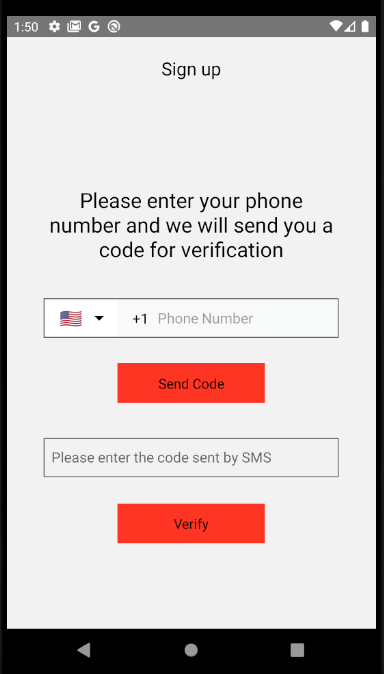 1:50
Sign up
Please enter your phone
number and we will send you a
code for verification
+1 Phone Number
Send Code
Please enter the code sent by SMS
Verify